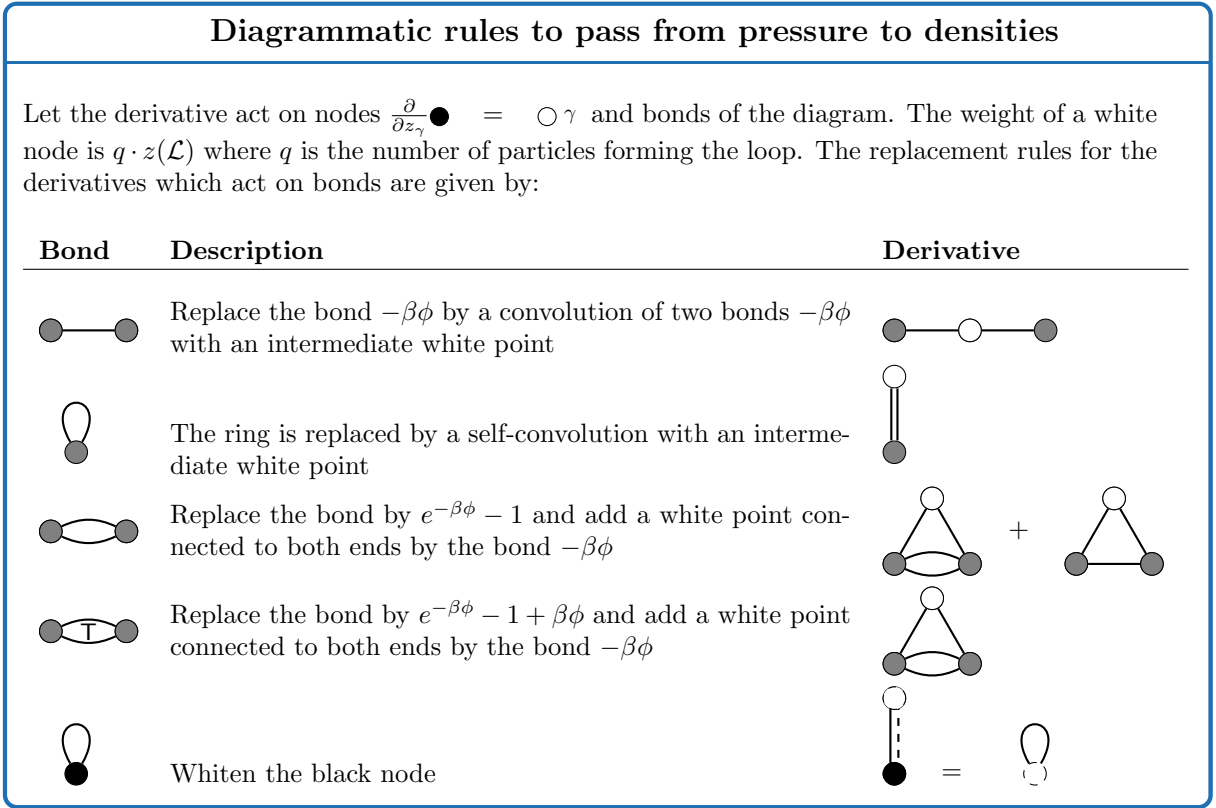 Diagrammatic rules to pass from pressure to densities
Let the derivative act on nodes ∂/∂z_γ ● = ○ γ and bonds of the diagram. The weight of a white
node is q · z(𝓛) where q is the number of particles forming the loop. The replacement rules for the
derivatives which act on bonds are given by:
Bond Description Derivative
Replace the bond −βϕ by a convolution of two bonds −βϕ
with an intermediate white point
The ring is replaced by a self-convolution with an interme-
diate white point
Replace the bond by e^{−βϕ} − 1 and add a white point con-
nected to both ends by the bond −βϕ
+
T
Replace the bond by e^{−βϕ} − 1 + βϕ and add a white point
connected to both ends by the bond −βϕ
Whiten the black node
=